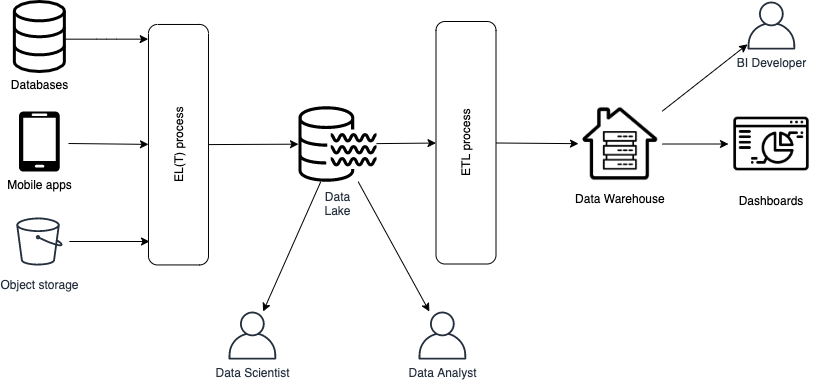 Databases
Mobile apps
Object storage
EL(T) process
Data
Lake
Data Scientist
Data Analyst
ETL process
Data Warehouse
BI Developer
Dashboards